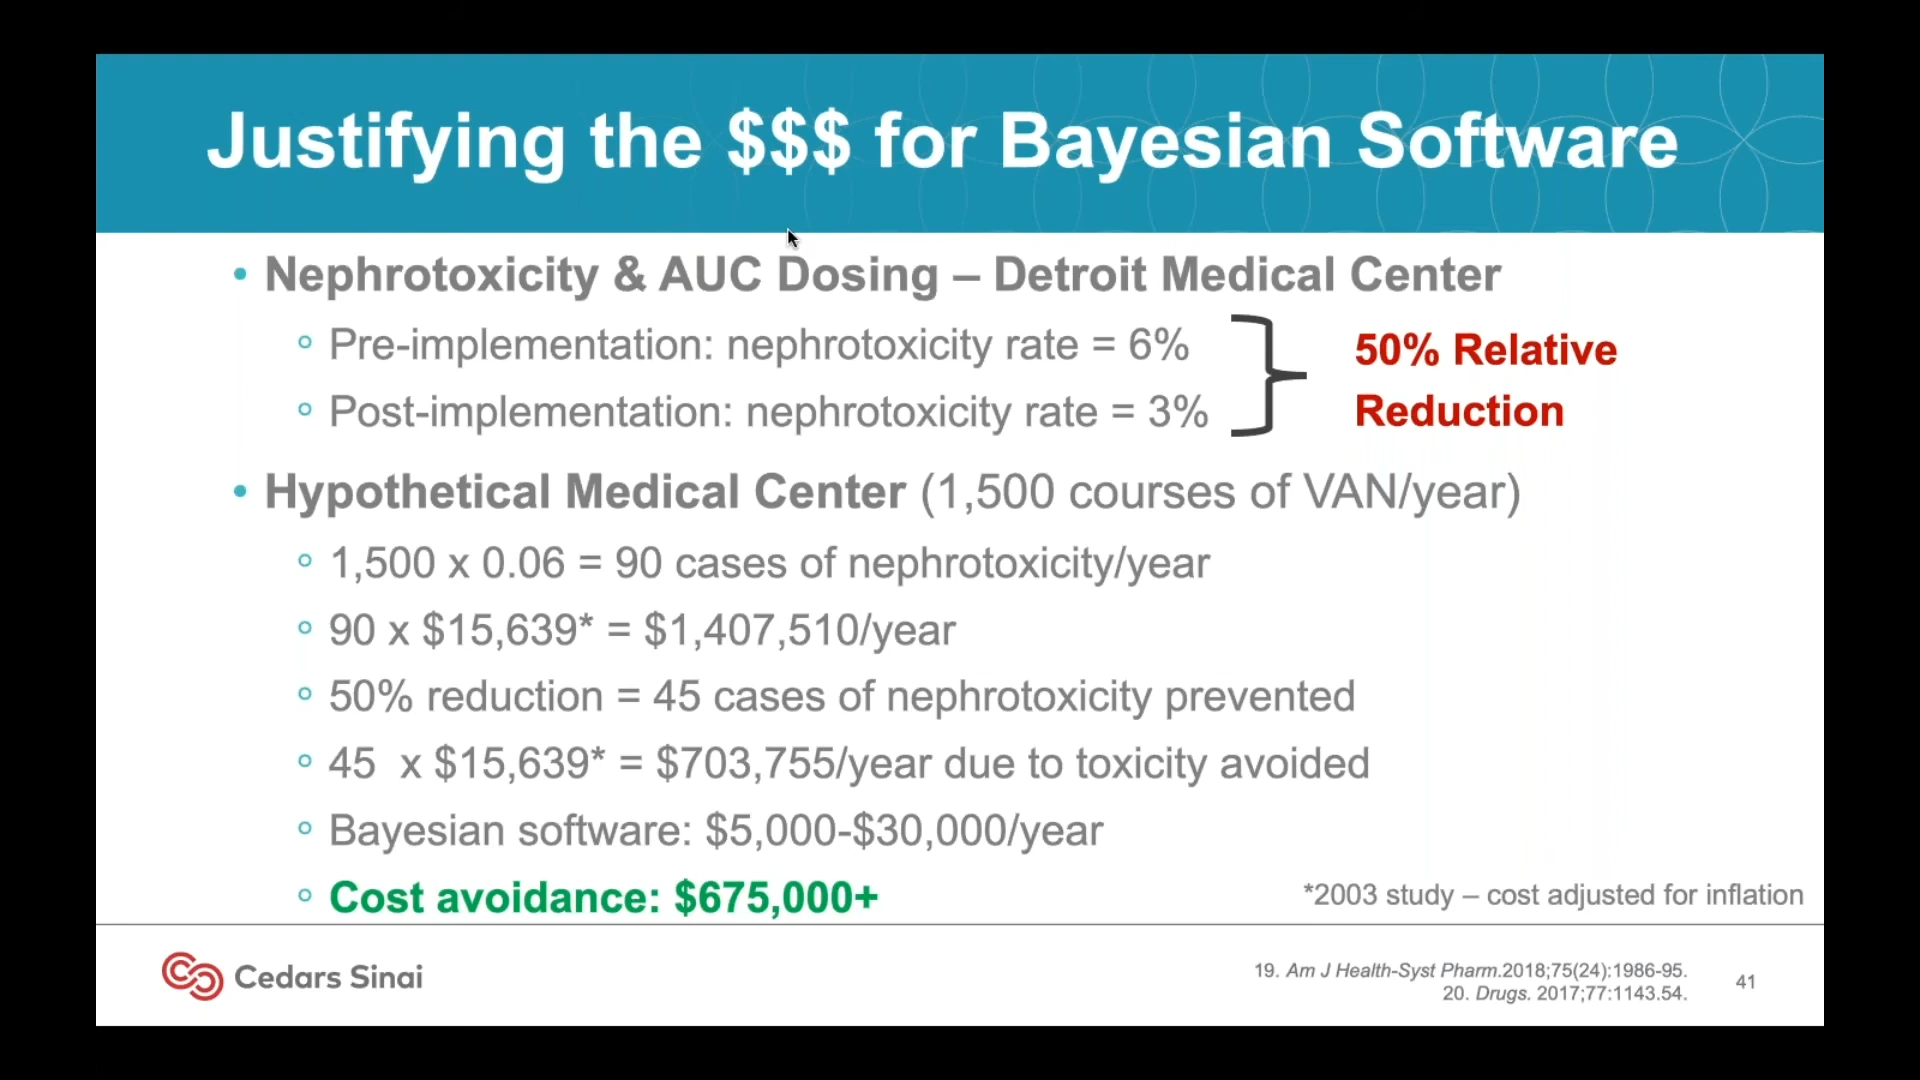 Justifying the $$$ for Bayesian Software
• Nephrotoxicity & AUC Dosing – Detroit Medical Center
◦ Pre-implementation: nephrotoxicity rate = 6%
◦ Post-implementation: nephrotoxicity rate = 3%
50% Relative
Reduction
• Hypothetical Medical Center (1,500 courses of VAN/year)
◦ 1,500 x 0.06 = 90 cases of nephrotoxicity/year
◦ 90 x $15,639* = $1,407,510/year
◦ 50% reduction = 45 cases of nephrotoxicity prevented
◦ 45  x $15,639* = $703,755/year due to toxicity avoided
◦ Bayesian software: $5,000-$30,000/year
◦ Cost avoidance: $675,000+
*2003 study – cost adjusted for inflation
Cedars Sinai
19. Am J Health-Syst Pharm.2018;75(24):1986-95.
20. Drugs. 2017;77:1143.54.
41